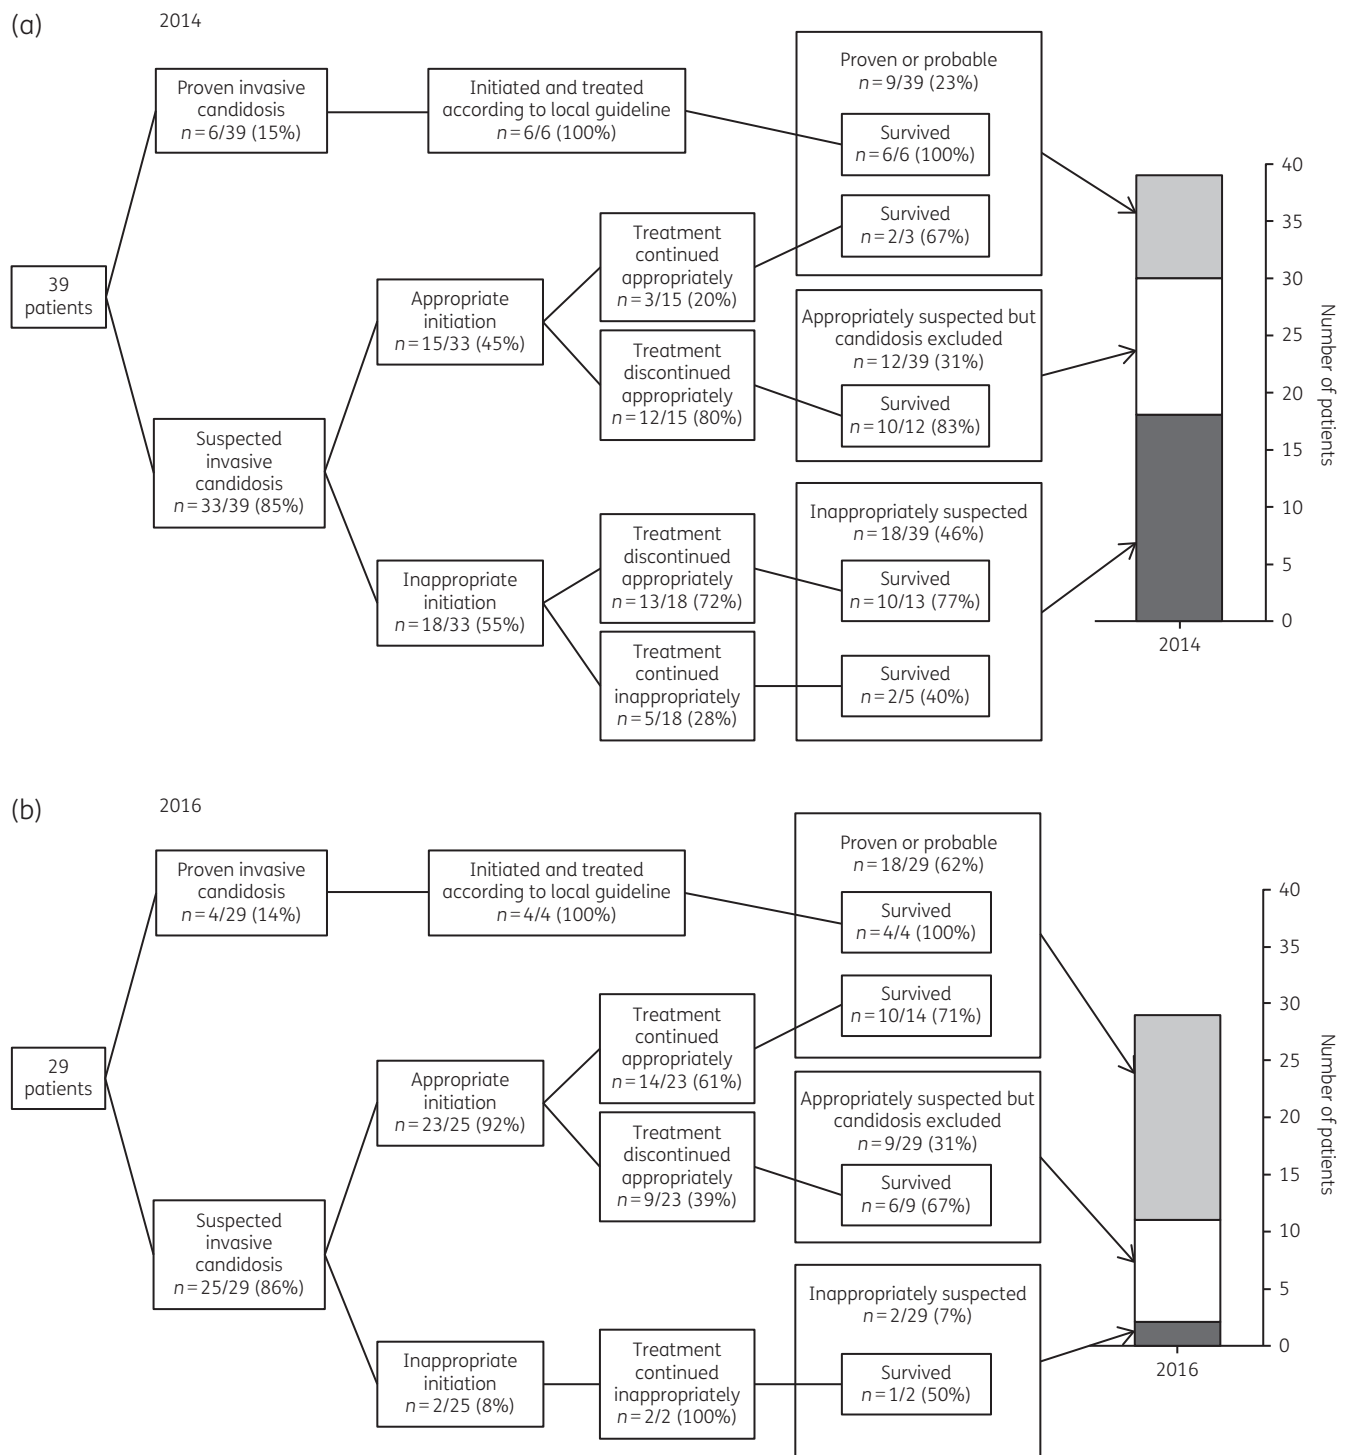 (a)
2014
39
patients
Proven invasive
candidosis
n=6/39 (15%)
Initiated and treated
according to local guideline
n=6/6 (100%)
Suspected
invasive
candidosis
n=33/39 (85%)
Appropriate
initiation
n=15/33 (45%)
Inappropriate
initiation
n=18/33 (55%)
Treatment
continued
appropriately
n=3/15 (20%)
Treatment
discontinued
appropriately
n=12/15 (80%)
Treatment
discontinued
appropriately
n=13/18 (72%)
Treatment
continued
inappropriately
n=5/18 (28%)
Proven or probable
n=9/39 (23%)
Survived
n=6/6 (100%)
Survived
n=2/3 (67%)
Appropriately suspected but
candidosis excluded
n=12/39 (31%)
Survived
n=10/12 (83%)
Inappropriately suspected
n=18/39 (46%)
Survived
n=10/13 (77%)
Survived
n=2/5 (40%)
40
35
30
25
20
15
10
5
0
Number of patients
2014
(b)
2016
29
patients
Proven invasive
candidosis
n=4/29 (14%)
Initiated and treated
according to local guideline
n=4/4 (100%)
Suspected
invasive
candidosis
n=25/29 (86%)
Appropriate
initiation
n=23/25 (92%)
Inappropriate
initiation
n=2/25 (8%)
Treatment
continued
appropriately
n=14/23 (61%)
Treatment
discontinued
appropriately
n=9/23 (39%)
Treatment
continued
inappropriately
n=2/2 (100%)
Proven or probable
n=18/29 (62%)
Survived
n=4/4 (100%)
Survived
n=10/14 (71%)
Appropriately suspected but
candidosis excluded
n=9/29 (31%)
Survived
n=6/9 (67%)
Inappropriately suspected
n=2/29 (7%)
Survived
n=1/2 (50%)
40
35
30
25
20
15
10
5
0
Number of patients
2016